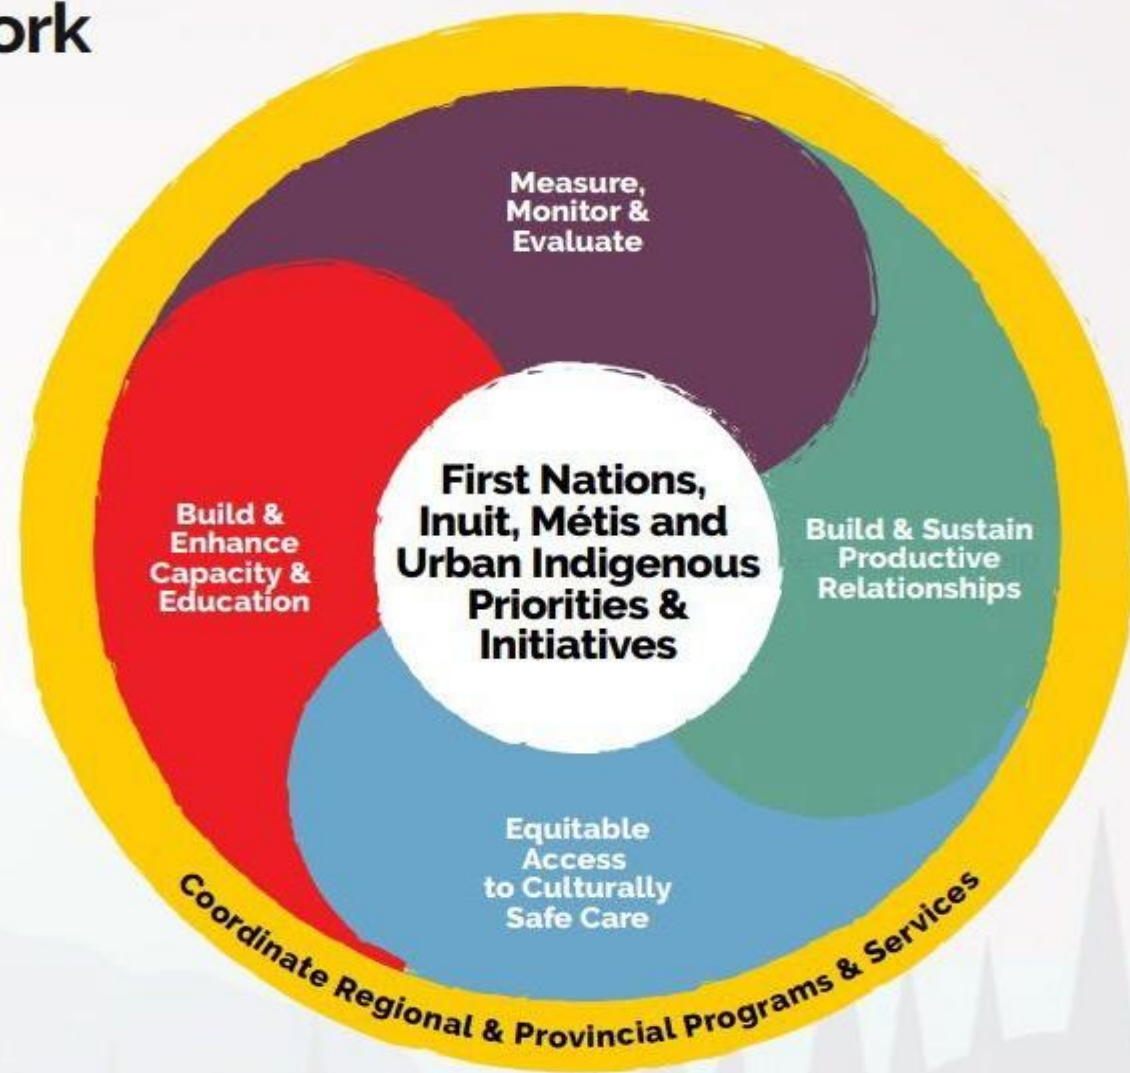 ork
Measure,
Monitor &
Evaluate
First Nations,
Inuit, Métis and
Urban Indigenous
Priorities &
Initiatives
Build &
Enhance
Capacity &
Education
Build & Sustain
Productive
Relationships
Equitable
Access
to Culturally
Safe Care
Coordinate Regional & Provincial Programs & Services